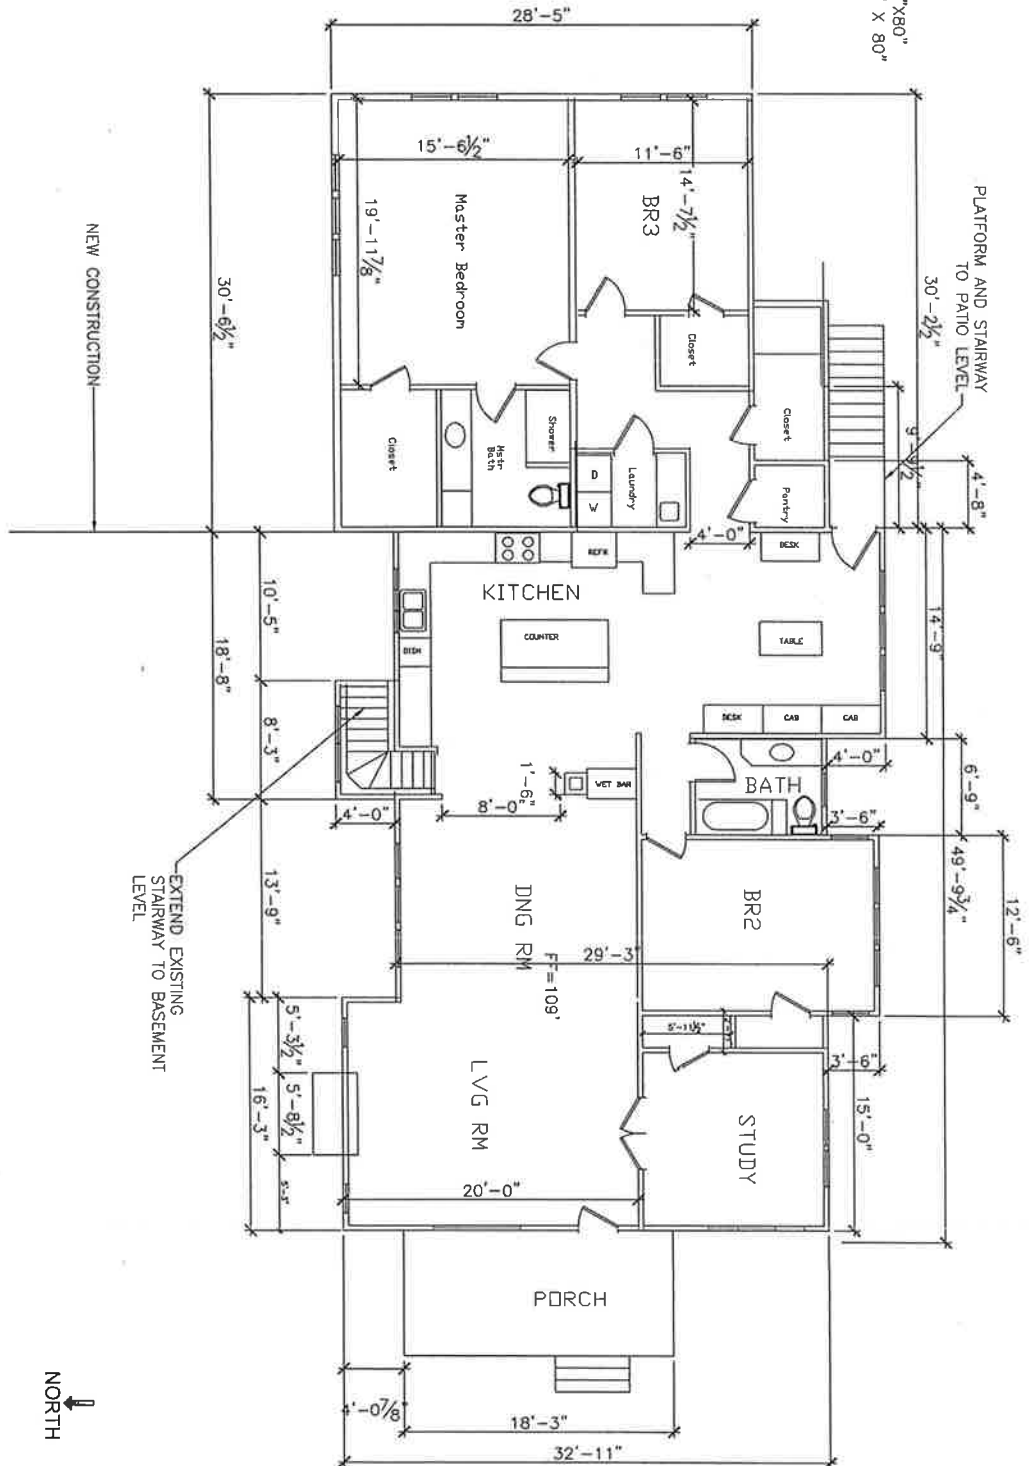 "X80"
" X 80"
28'-5"
PLATFORM AND STAIRWAY
TO PATIO LEVEL
30'-2½"
9'-9½"
4'-8"
15'-6½"
11'-6"
14'-7½"
BR3
Master Bedroom
19'-11⅞"
30'-6½"
NEW CONSTRUCTION
Closet
Closet
Closet
Pantry
Shower
Mstr
Bath
Laundry
D
W
4'-0"
DESK
REFR
KITCHEN
COUNTER
TABLE
DISH
10'-5"
18'-8"
8'-3"
14'-9"
DESK
CAB
CAB
4'-0"
6'-9"
BATH
3'-6"
WET BAR
1'-6"
8'-0"
4'-0"
EXTEND EXISTING
STAIRWAY TO BASEMENT
LEVEL
13'-9"
49'-9¾"
12'-6"
BR2
DNG RM
29'-3"
FF=109'
5'-11½"
3'-6"
15'-0"
5'-3½"
5'-8½"
16'-3"
5'-3"
LVG RM
STUDY
20'-0"
PORCH
4'-0⅞"
18'-3"
32'-11"
NORTH